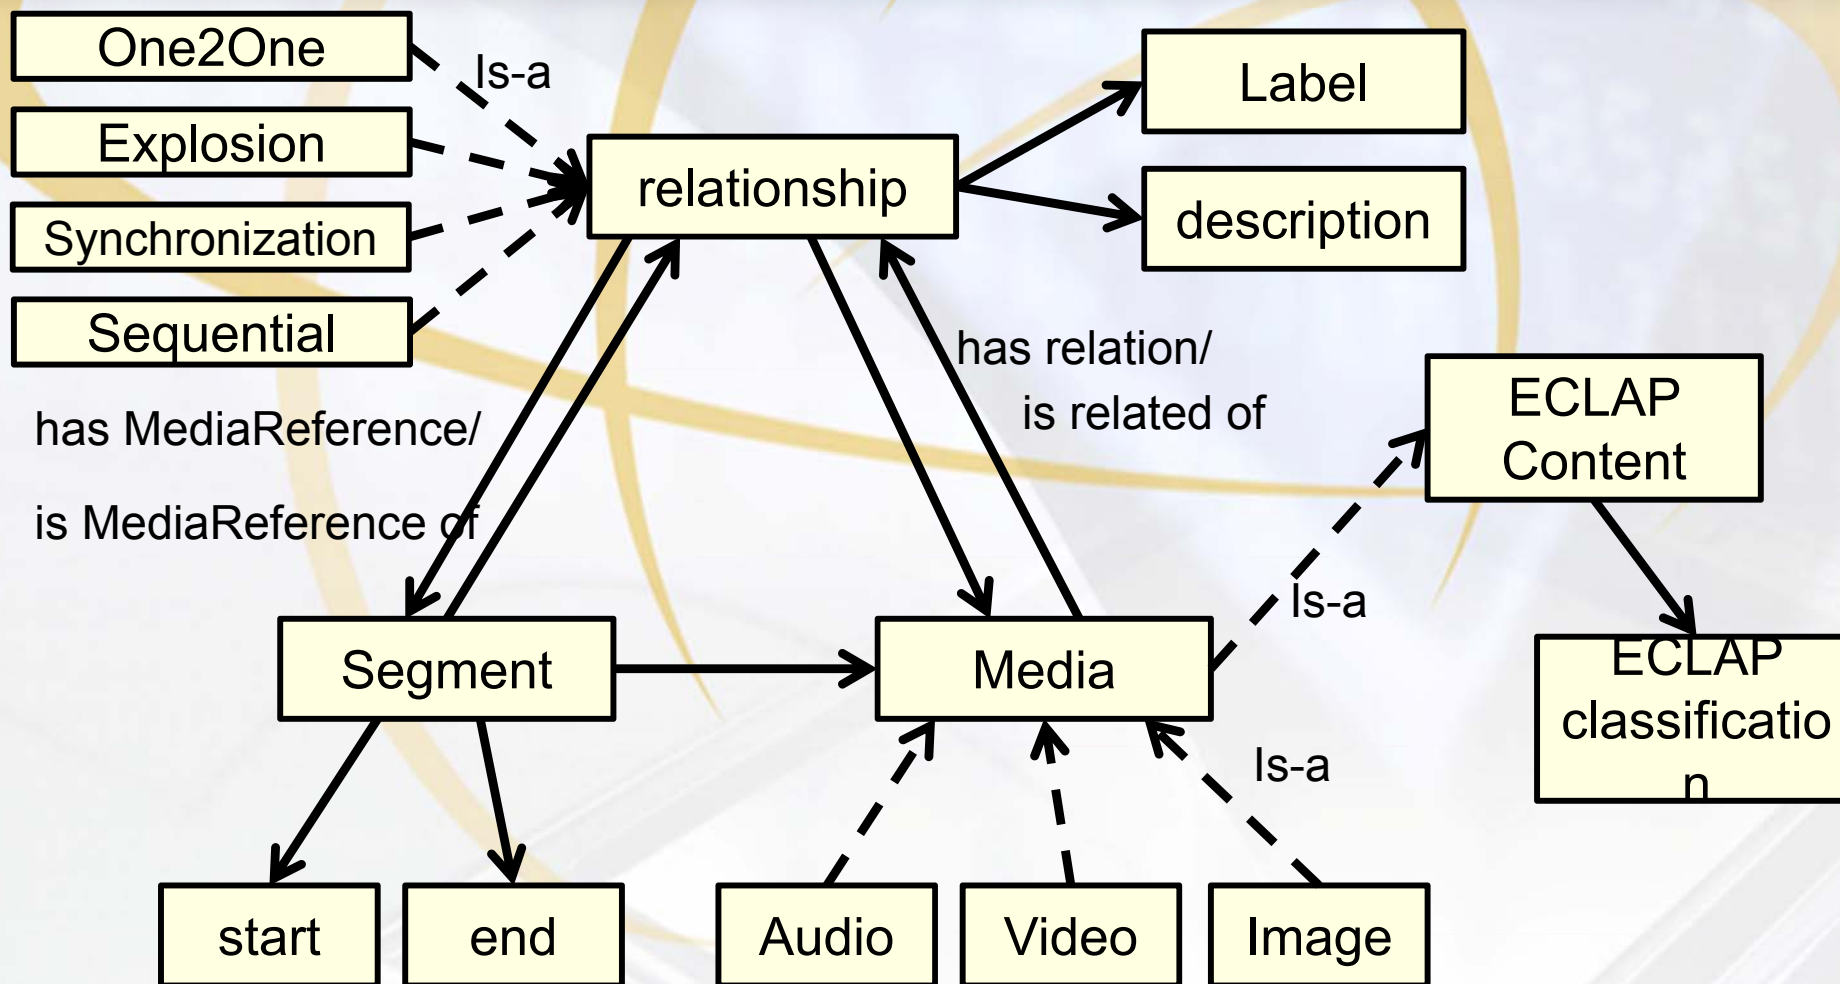 One2One
Is-a
Label
Explosion
relationship
description
Synchronization
Sequential
has relation/
is related of
has MediaReference/
is MediaReference of
ECLAP
Content
Is-a
Segment
Media
ECLAP
classificatio
n
Is-a
start
end
Audio
Video
Image